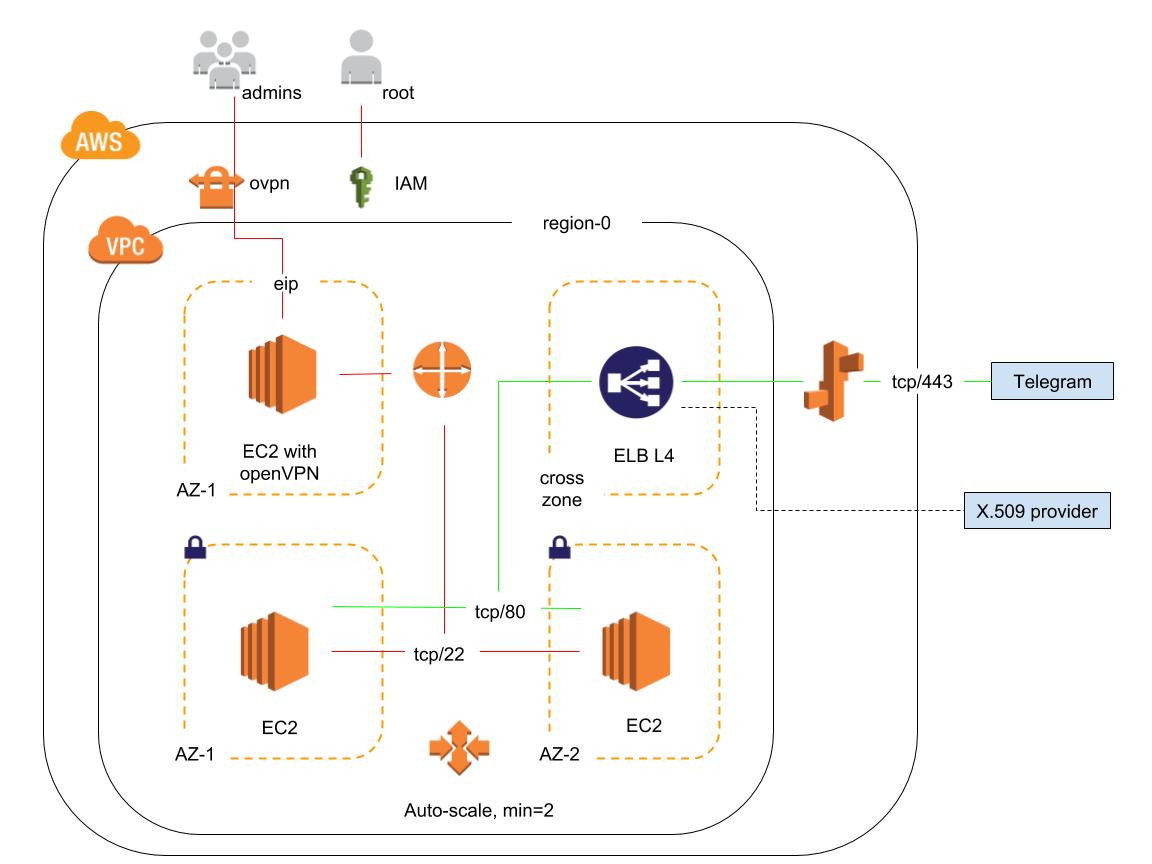 admins
root
AWS
ovpn
IAM
region-0
VPC
eip
tcp/443
Telegram
EC2 with
openVPN
ELB L4
AZ-1
cross
zone
X.509 provider
tcp/80
tcp/22
EC2
EC2
AZ-1
AZ-2
Auto-scale, min=2